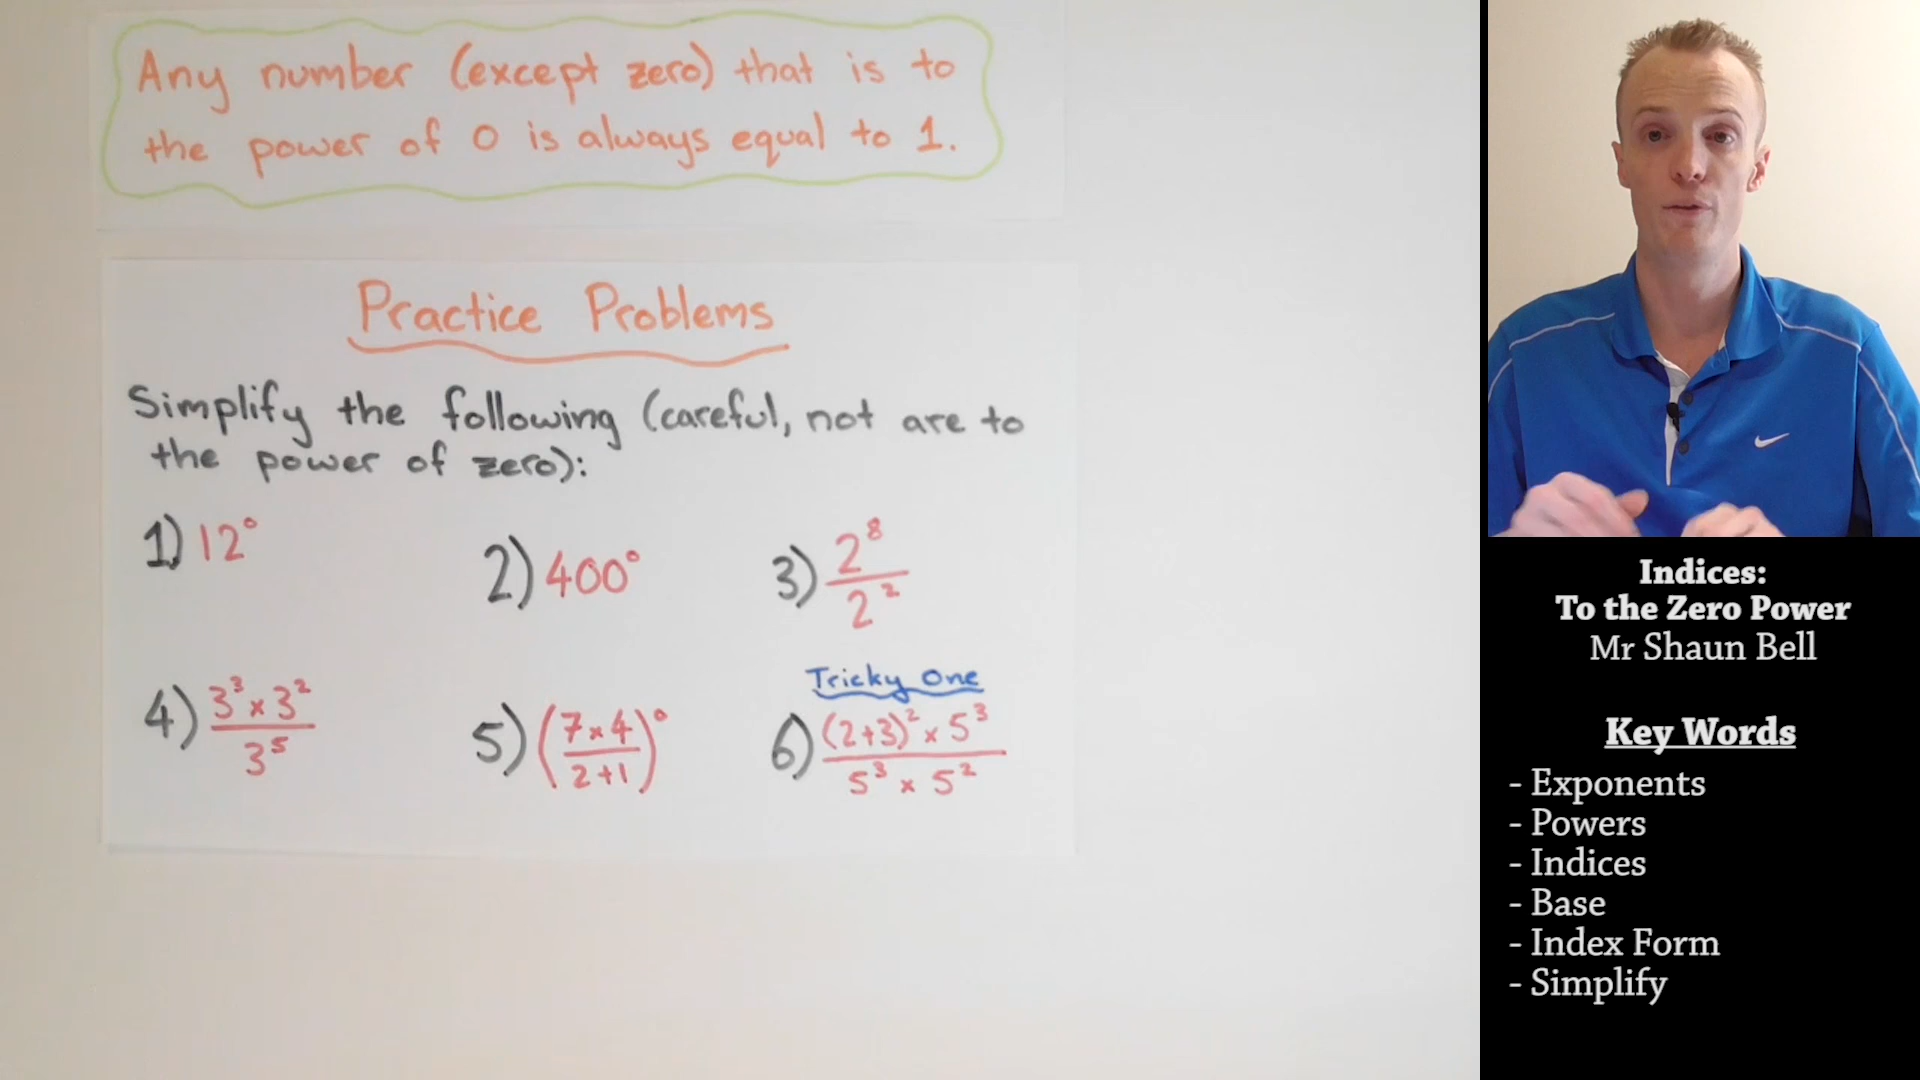 Any number (except zero) that is to
the power of 0 is always equal to 1.
Practice Problems
Simplify the following (careful, not are to
the power of zero):
1) 12⁰
2) 400⁰
3) 2⁸/2²
4) 3³ × 3²/3⁵
5) (7 × 4/2 + 1)⁰
Tricky One
6) (2+3)² × 5³/5³ × 5²
Indices:
To the Zero Power
Mr Shaun Bell
Key Words
- Exponents
- Powers
- Indices
- Base
- Index Form
- Simplify